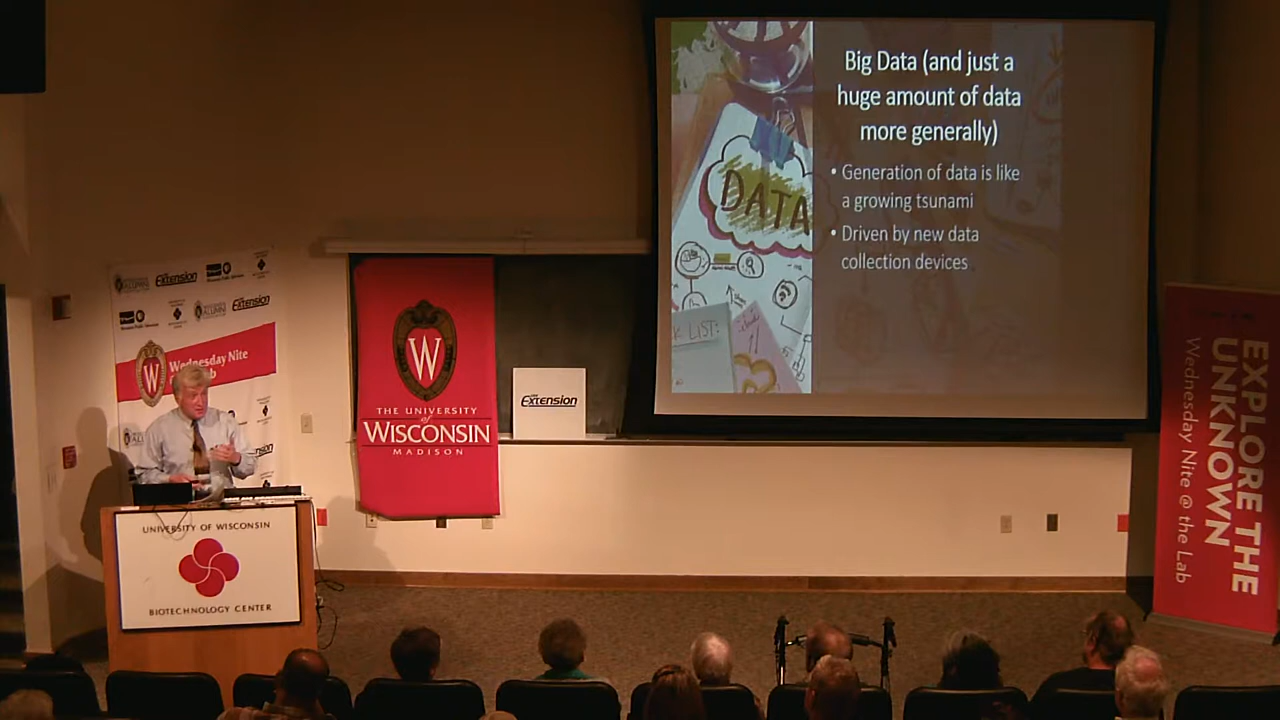 Big Data (and just a
huge amount of data
more generally)
• Generation of data is like
a growing tsunami
• Driven by new data
collection devices
DATA
K LIST:
Extension
Extension
Wednesday Nite
W
THE UNIVERSITY
of
WISCONSIN
MADISON
Extension
UNIVERSITY OF WISCONSIN
BIOTECHNOLOGY CENTER
EXPLORE THE
UNKNOWN
Wednesday Nite @ the Lab